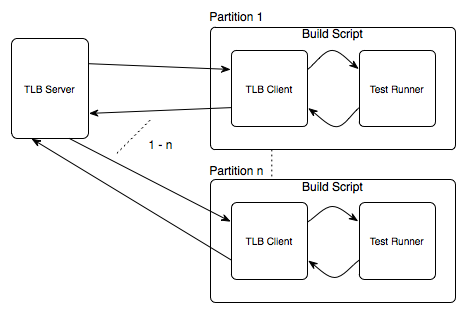 Partition 1
Build Script
TLB Server
TLB Client
Test Runner
1 - n
Partition n
Build Script
TLB Client
Test Runner